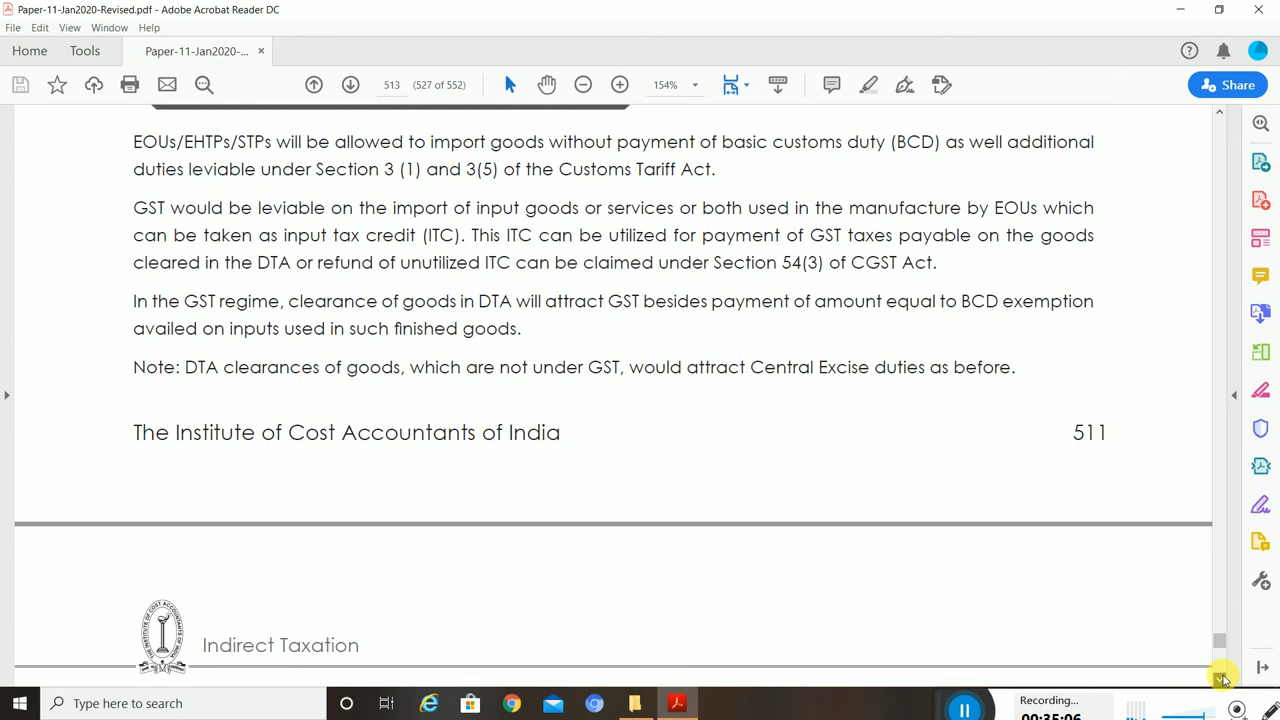 Paper-11-Jan2020-Revised.pdf - Adobe Acrobat Reader DC
File Edit View Window Help
Home Tools Paper-11-Jan2020-... ×
513 (527 of 552) 154% Share
EOUs/EHTPs/STPs will be allowed to import goods without payment of basic customs duty (BCD) as well additional
duties leviable under Section 3 (1) and 3(5) of the Customs Tariff Act.
GST would be leviable on the import of input goods or services or both used in the manufacture by EOUs which
can be taken as input tax credit (ITC). This ITC can be utilized for payment of GST taxes payable on the goods
cleared in the DTA or refund of unutilized ITC can be claimed under Section 54(3) of CGST Act.
In the GST regime, clearance of goods in DTA will attract GST besides payment of amount equal to BCD exemption
availed on inputs used in such finished goods.
Note: DTA clearances of goods, which are not under GST, would attract Central Excise duties as before.
The Institute of Cost Accountants of India 511
Indirect Taxation
Type here to search
Recording...
00:35:06